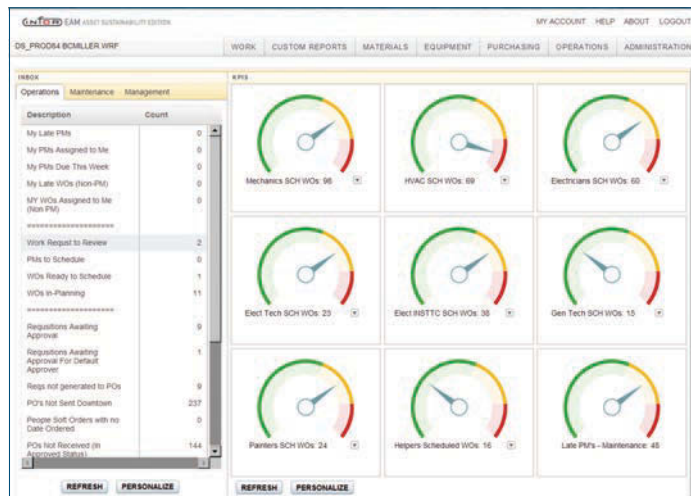 infor EAM ASSET SUSTAINABILITY EDITION
MY ACCOUNT HELP ABOUT LOGOUT
DS_PROD84 BCMILLER.WRF
WORK CUSTOM REPORTS MATERIALS EQUIPMENT PURCHASING OPERATIONS ADMINISTRATION
INBOX
Operations Maintenance Management
Description Count
My Late PMs 0
My PMs Assigned to Me 0
My PMs Due This Week 0
My Late WOs (Non-PM) 0
MY WOs Assigned to Me 0
(Non PM)
====================
Work Requst to Review 2
PMs to Schedule 0
WOs Ready to Schedule 1
WOs In-Planning 11
====================
Requsitions Awaiting 9
Approval
Requsitions Awaiting 1
Approval For Default
Approver
Reqs not generated to POs 9
PO's Not Sent Downtown 237
People Soft Orders with no 0
Date Ordered
POs Not Received (In 144
Approved Status)
REFRESH PERSONALIZE
KPIS
Mechanics SCH WOs: 96
HVAC SCH WOs: 69
Electricians SCH WOs: 60
Elect Tech SCH WOs: 23
Elect INSTTC SCH WOs: 38
Gen Tech SCH WOs: 15
Painters SCH WOs: 24
Helpers Scheduled WOs: 16
Late PM's - Maintenance: 45
REFRESH PERSONALIZE